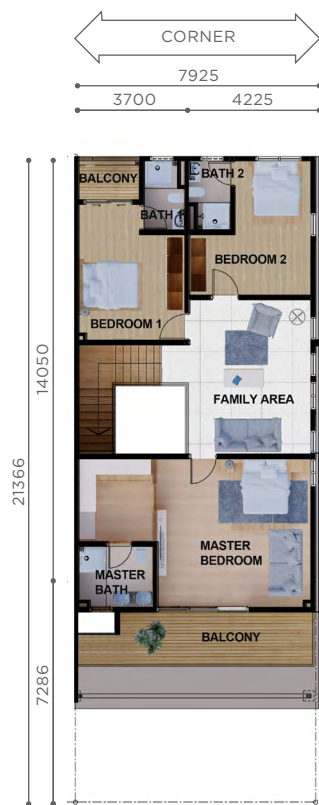 CORNER
7925
3700
4225
BALCONY
BATH 1
BATH 2
BEDROOM 2
BEDROOM 1
14050
FAMILY AREA
21366
MASTER
BEDROOM
MASTER
BATH
BALCONY
7286